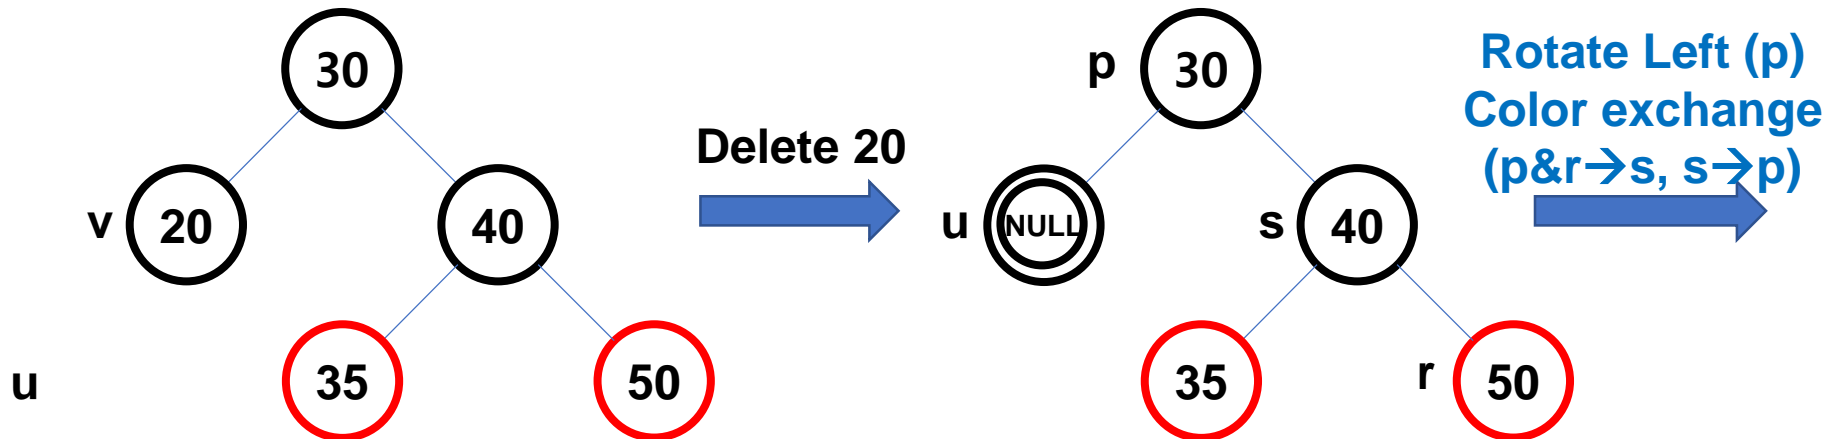 30
v 20
40
u
35
50
Delete 20
p 30
u NULL
s 40
35
r 50
Rotate Left (p)
Color exchange
(p&r→s, s→p)